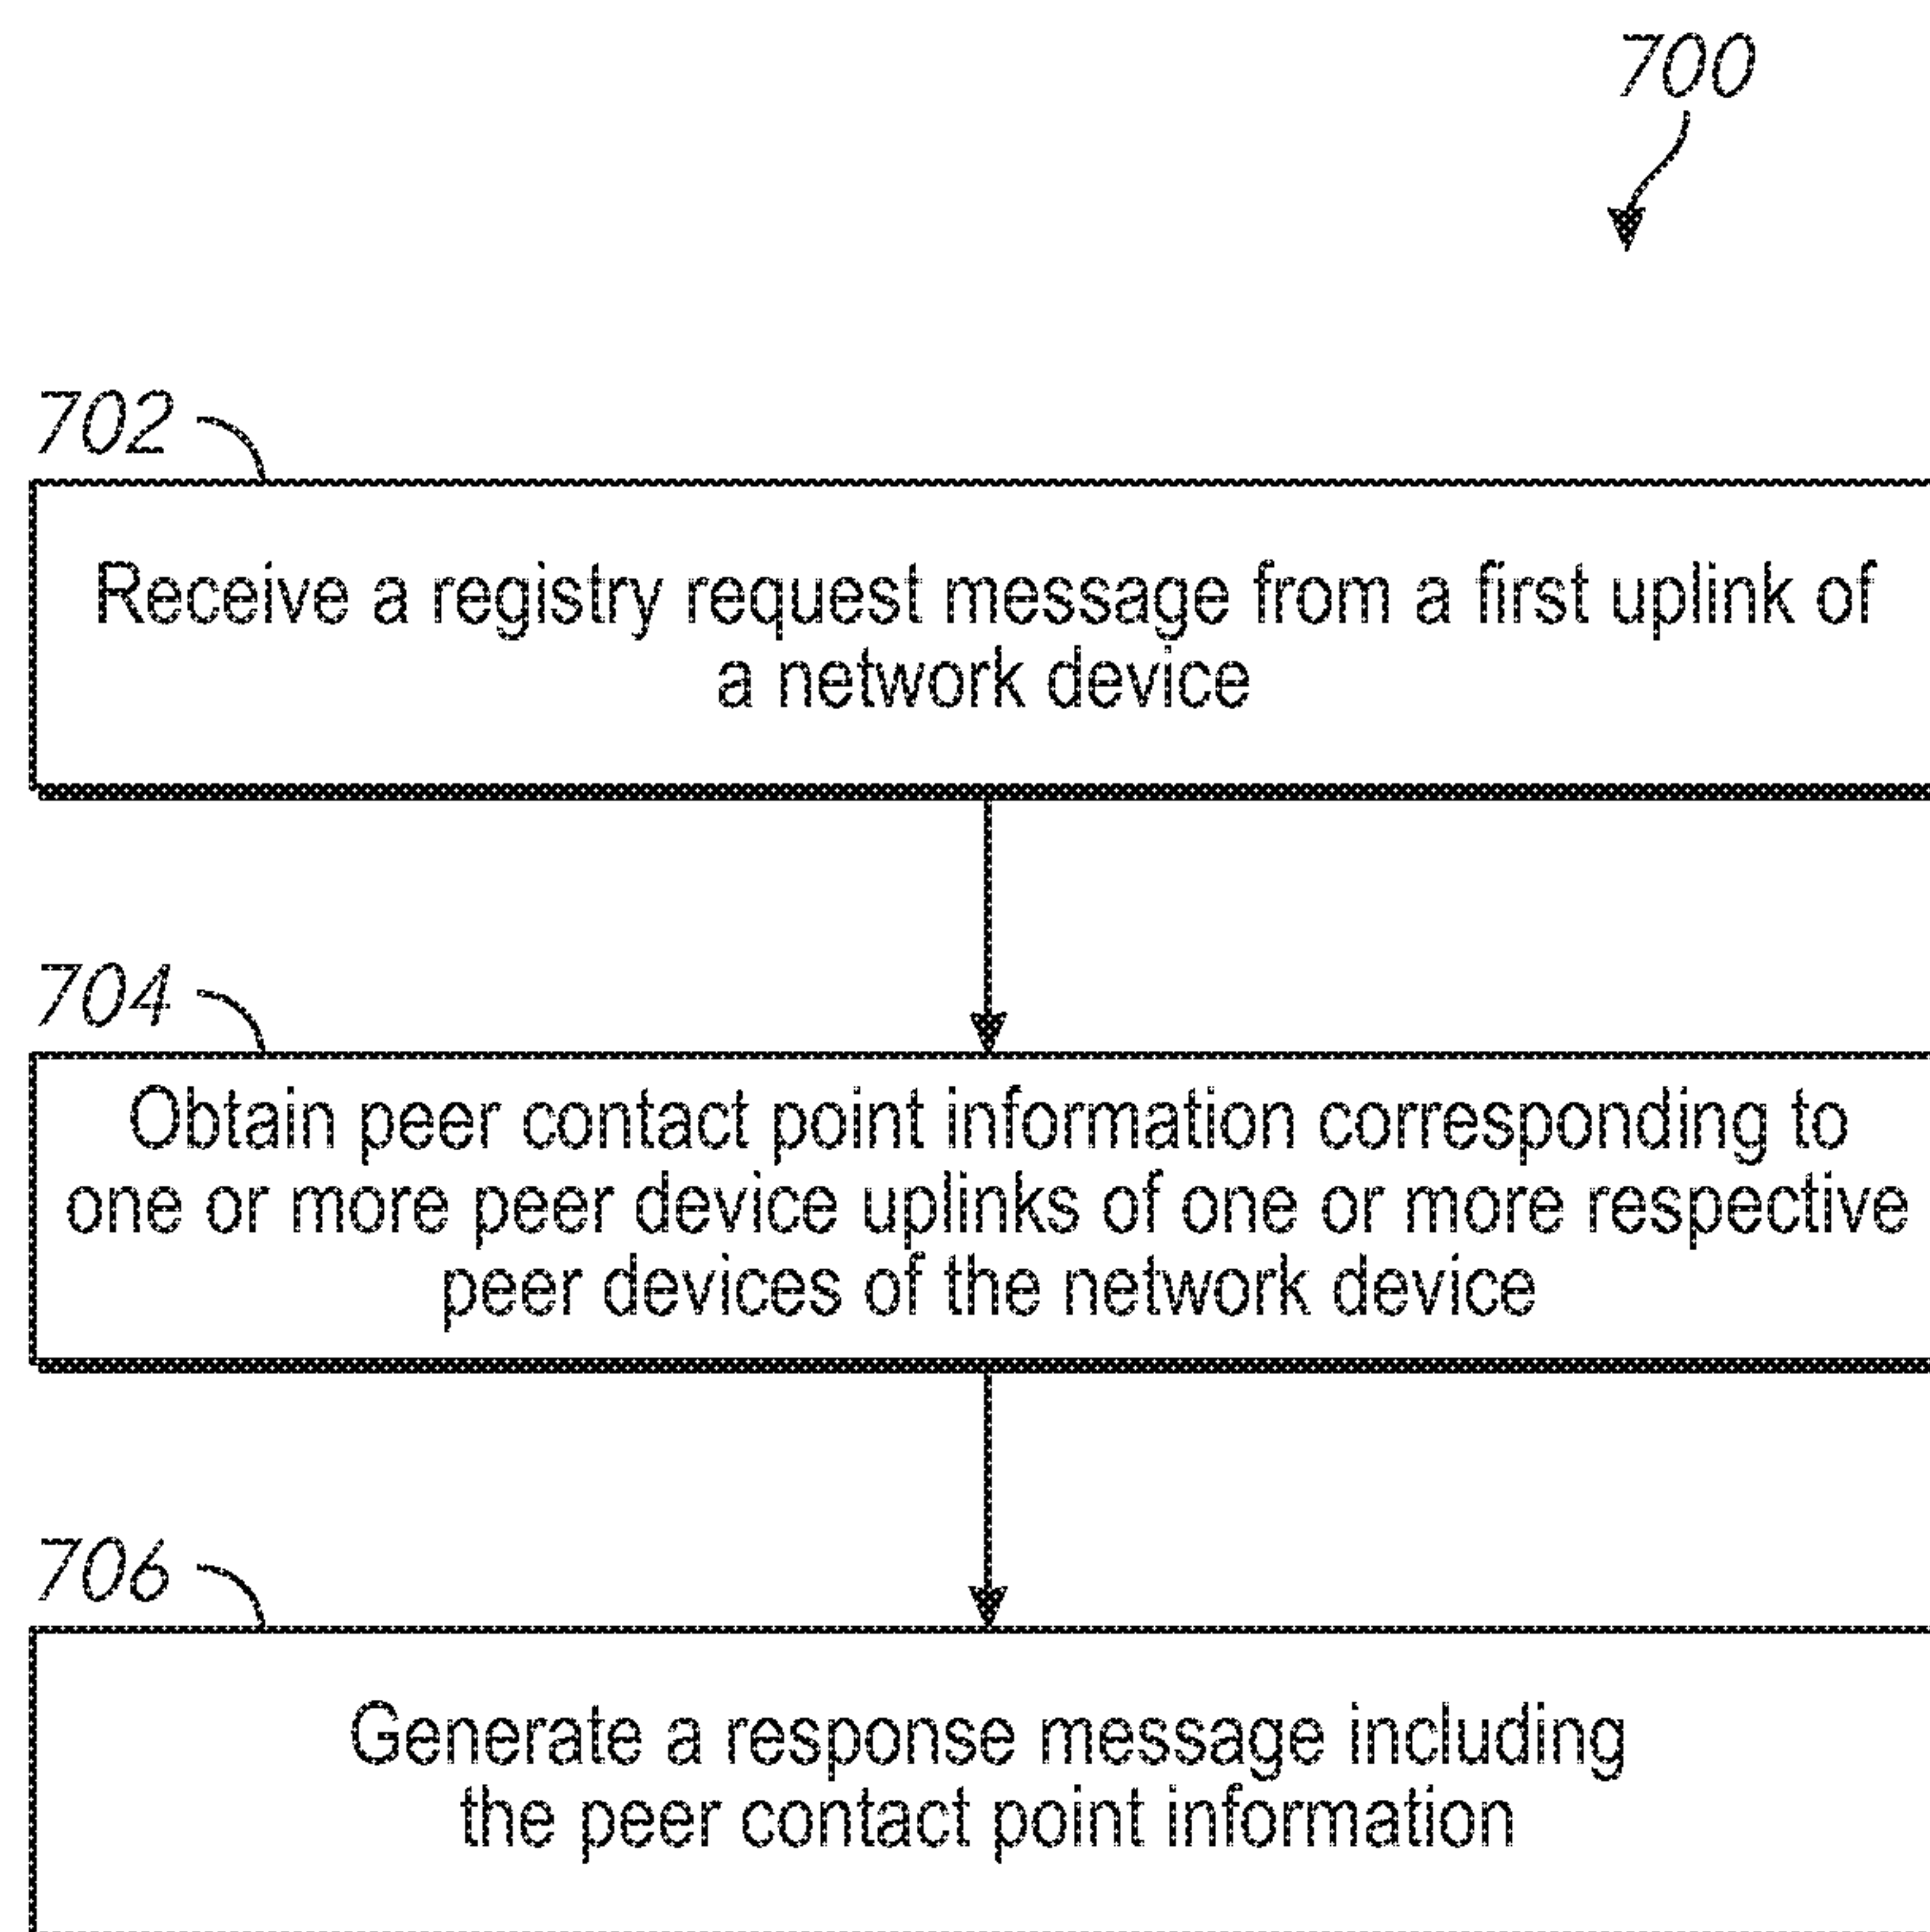 700
702
Receive a registry request message from a first uplink of
a network device
704
Obtain peer contact point information corresponding to
one or more peer device uplinks of one or more respective
peer devices of the network device
706
Generate a response message including
the peer contact point information